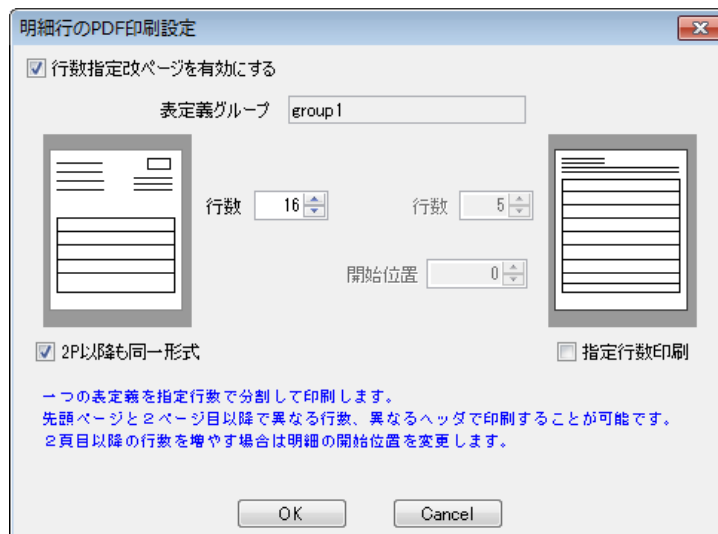 明細行のPDF印刷設定
行数指定改ページを有効にする
表定義グループ group1
行数 16 行数 5
開始位置 0
2P以降も同一形式 指定行数印刷
一つの表定義を指定行数で分割して印刷します。
先頭ページと2ページ目以降で異なる行数、異なるヘッダで印刷することが可能です。
2頁目以降の行数を増やす場合は明細の開始位置を変更します。
OK Cancel